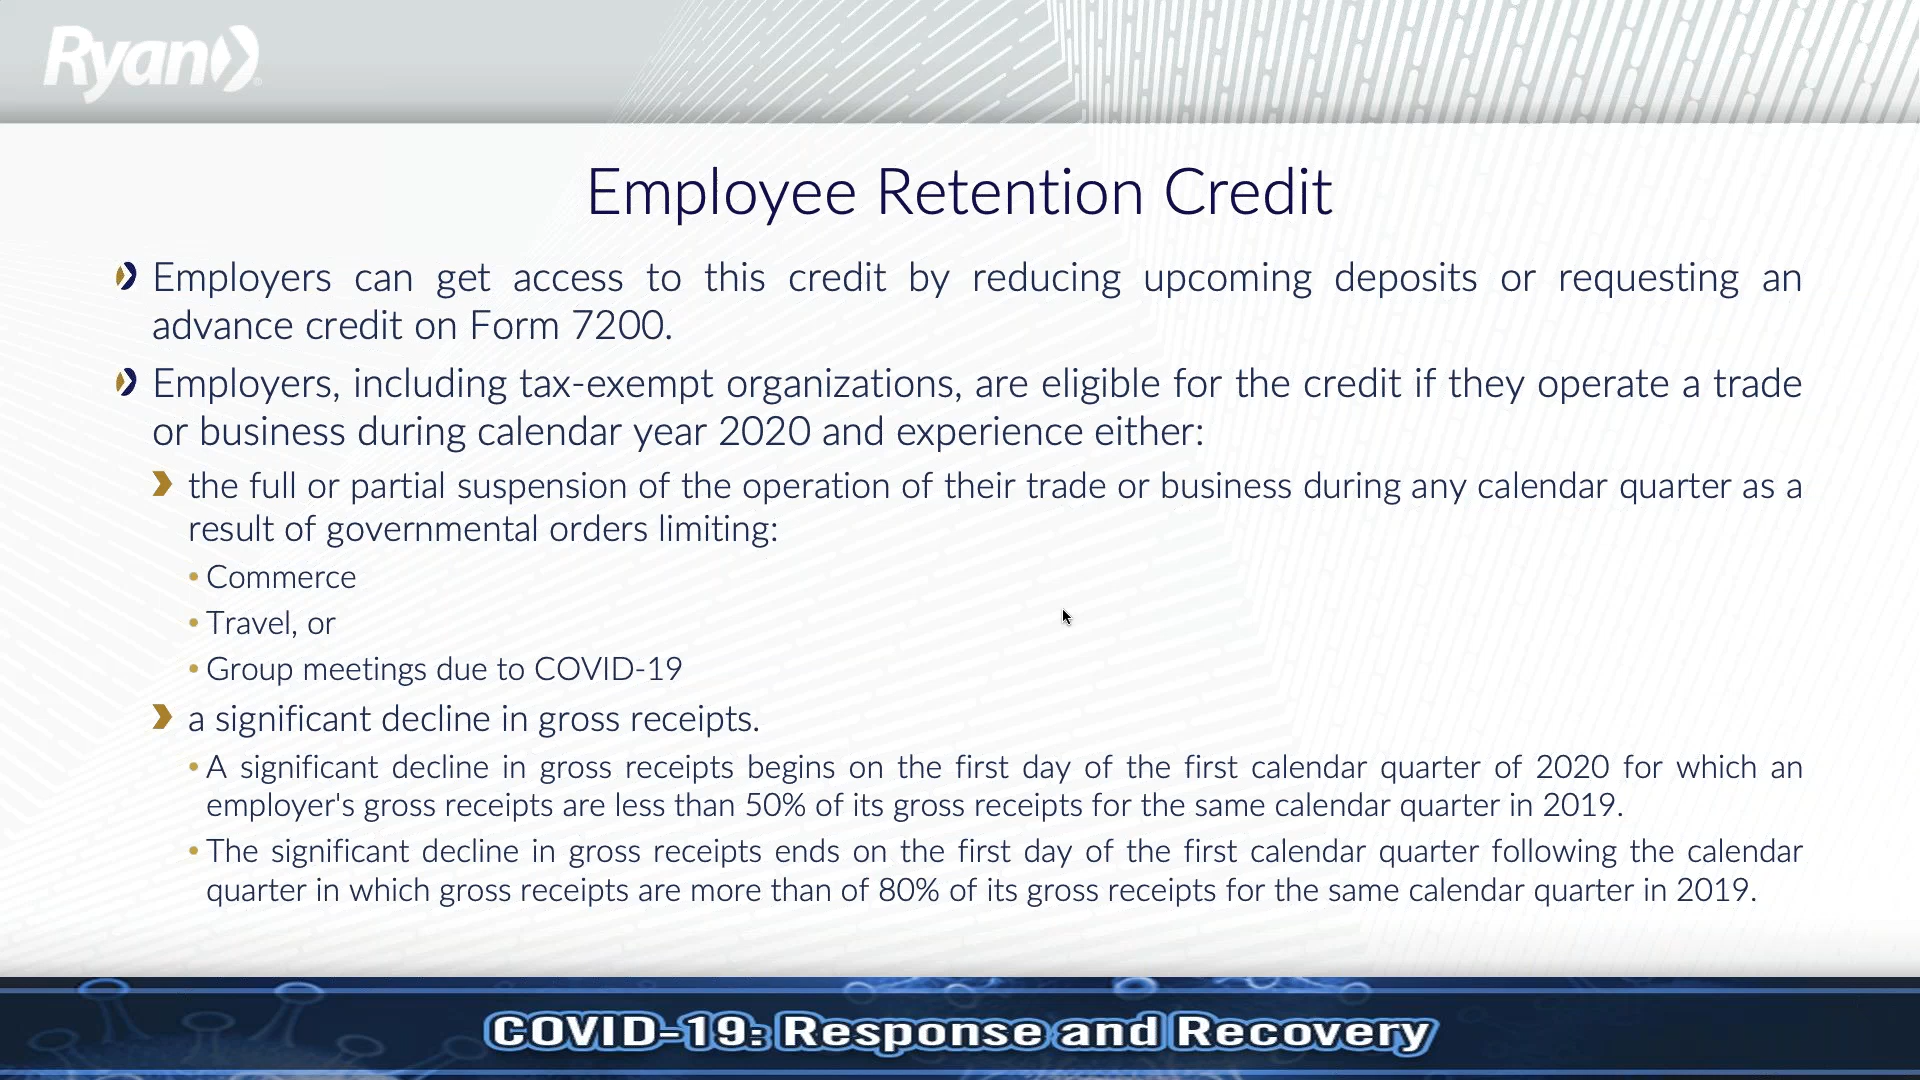 Ryan
Employee Retention Credit
Employers can get access to this credit by reducing upcoming deposits or requesting an
advance credit on Form 7200.
Employers, including tax-exempt organizations, are eligible for the credit if they operate a trade
or business during calendar year 2020 and experience either:
the full or partial suspension of the operation of their trade or business during any calendar quarter as a
result of governmental orders limiting:
• Commerce
• Travel, or
• Group meetings due to COVID-19
a significant decline in gross receipts.
• A significant decline in gross receipts begins on the first day of the first calendar quarter of 2020 for which an
employer's gross receipts are less than 50% of its gross receipts for the same calendar quarter in 2019.
• The significant decline in gross receipts ends on the first day of the first calendar quarter following the calendar
quarter in which gross receipts are more than of 80% of its gross receipts for the same calendar quarter in 2019.
COVID-19: Response and Recovery